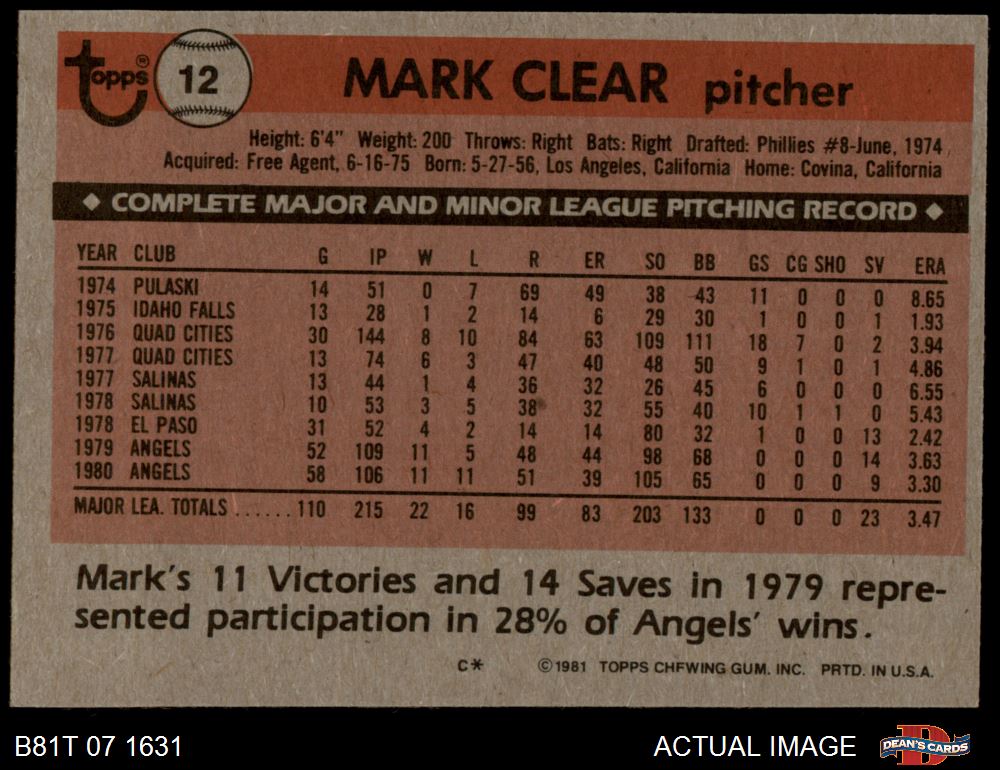 Topps® 12 MARK CLEAR pitcher
Height: 6'4" Weight: 200 Throws: Right Bats: Right Drafted: Phillies #8-June, 1974
Acquired: Free Agent, 6-16-75 Born: 5-27-56, Los Angeles, California Home: Covina, California
◆ COMPLETE MAJOR AND MINOR LEAGUE PITCHING RECORD ◆
YEAR CLUB G IP W L R ER SO BB GS CG SHO SV ERA
1974 PULASKI 14 51 0 7 69 49 38 43 11 0 0 0 8.65
1975 IDAHO FALLS 13 28 1 2 14 6 29 30 1 0 0 1 1.93
1976 QUAD CITIES 30 144 8 10 84 63 109 111 18 7 0 2 3.94
1977 QUAD CITIES 13 74 6 3 47 40 48 50 9 1 0 1 4.86
1977 SALINAS 13 44 1 4 36 32 26 45 6 0 0 0 6.55
1978 SALINAS 10 53 3 5 38 32 55 40 10 1 1 0 5.43
1978 EL PASO 31 52 4 2 14 14 80 32 1 0 0 13 2.42
1979 ANGELS 52 109 11 5 48 44 98 68 0 0 0 14 3.63
1980 ANGELS 58 106 11 11 51 39 105 65 0 0 0 9 3.30
MAJOR LEA. TOTALS ...... 110 215 22 16 99 83 203 133 0 0 0 23 3.47
Mark's 11 Victories and 14 Saves in 1979 repre-
sented participation in 28% of Angels' wins.
C* ©1981 TOPPS CHEWING GUM. INC. PRTD. IN U.S.A.
B81T 07 1631 ACTUAL IMAGE D DEAN'S CARDS